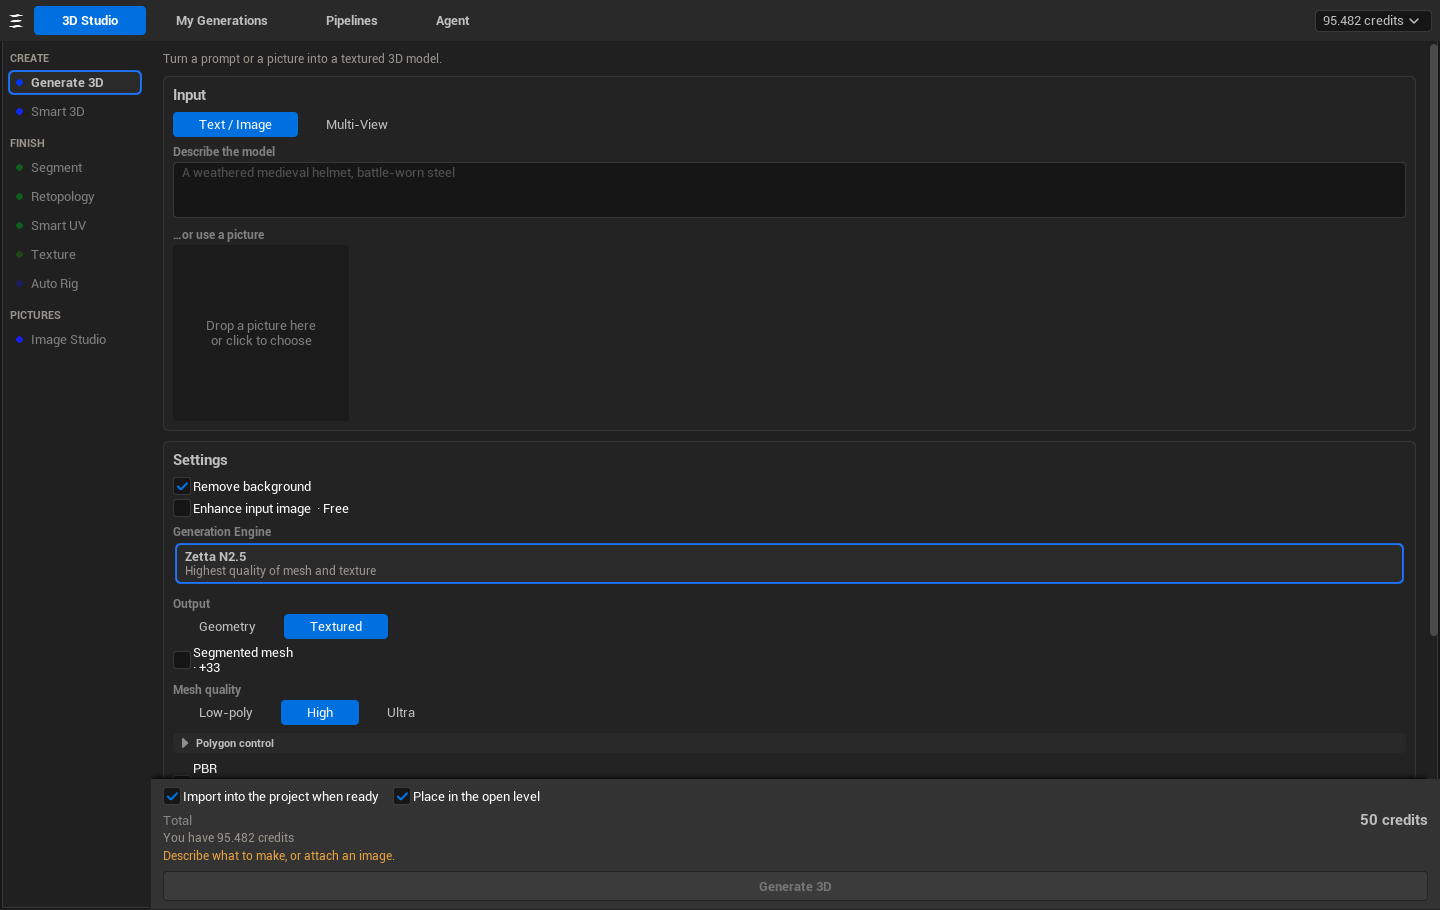 3D Studio
My Generations
Pipelines
Agent
95.482 credits
CREATE
Generate 3D
Smart 3D
FINISH
Segment
Retopology
Smart UV
Texture
Auto Rig
PICTURES
Image Studio
Turn a prompt or a picture into a textured 3D model.
Input
Text / Image
Multi-View
Describe the model
A weathered medieval helmet, battle-worn steel
...or use a picture
Drop a picture here
or click to choose
Settings
Remove background
Enhance input image · Free
Generation Engine
Zetta N2.5
Highest quality of mesh and texture
Output
Geometry
Textured
Segmented mesh
· +33
Mesh quality
Low-poly
High
Ultra
Polygon control
PBR
Import into the project when ready
Place in the open level
Total
50 credits
You have 95.482 credits
Describe what to make, or attach an image.
Generate 3D